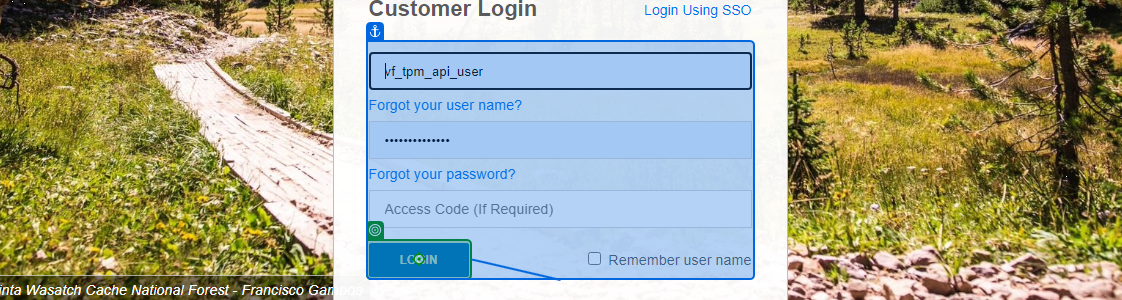 Customer Login
Login Using SSO
vf_tpm_api_user
Forgot your user name?
••••••••••••••
Forgot your password?
Access Code (If Required)
LOGIN
Remember user name
inta Wasatch Cache National Forest - Francisco